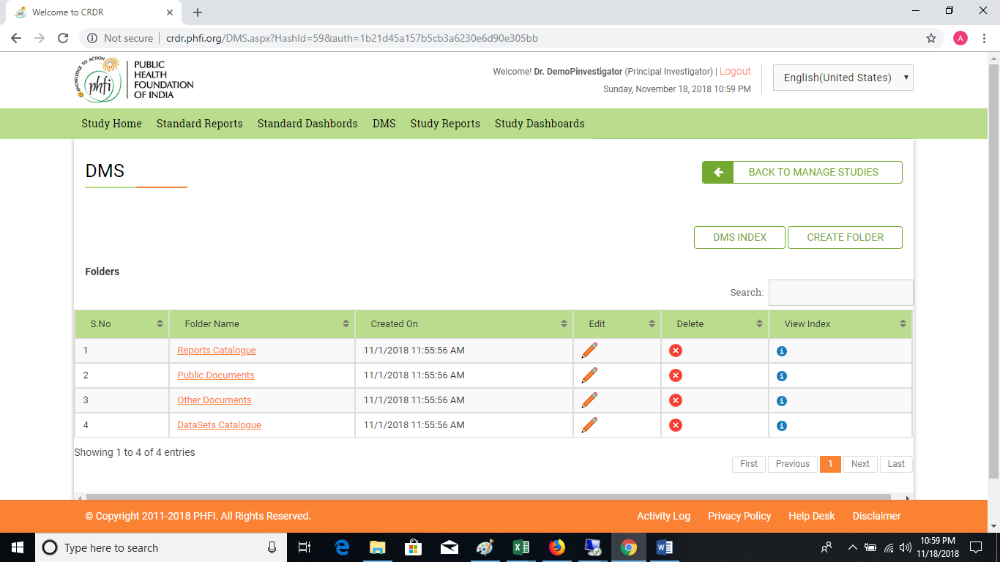 Welcome to CRDR
Not secure | crdr.phfi.org/DMS.aspx?HashId=59&auth=1b21d45a157b5cb3a6230e6d90e305bb
A
KNOWLEDGE TO ACTION
phfi
PUBLIC
HEALTH
FOUNDATION
OF INDIA
Welcome! Dr. DemoPinvestigator (Principal Investigator) | Logout
Sunday, November 18, 2018 10:59 PM
English(United States)
Study Home Standard Reports Standard Dashbords DMS Study Reports Study Dashboards
DMS
BACK TO MANAGE STUDIES
DMS INDEX CREATE FOLDER
Folders
Search:
S.No Folder Name Created On Edit Delete View Index
1 Reports Catalogue 11/1/2018 11:55:56 AM
2 Public Documents 11/1/2018 11:55:56 AM
3 Other Documents 11/1/2018 11:55:56 AM
4 DataSets Catalogue 11/1/2018 11:55:56 AM
Showing 1 to 4 of 4 entries
First Previous 1 Next Last
© Copyright 2011-2018 PHFI. All Rights Reserved. Activity Log Privacy Policy Help Desk Disclaimer
Type here to search
10:59 PM
11/18/2018